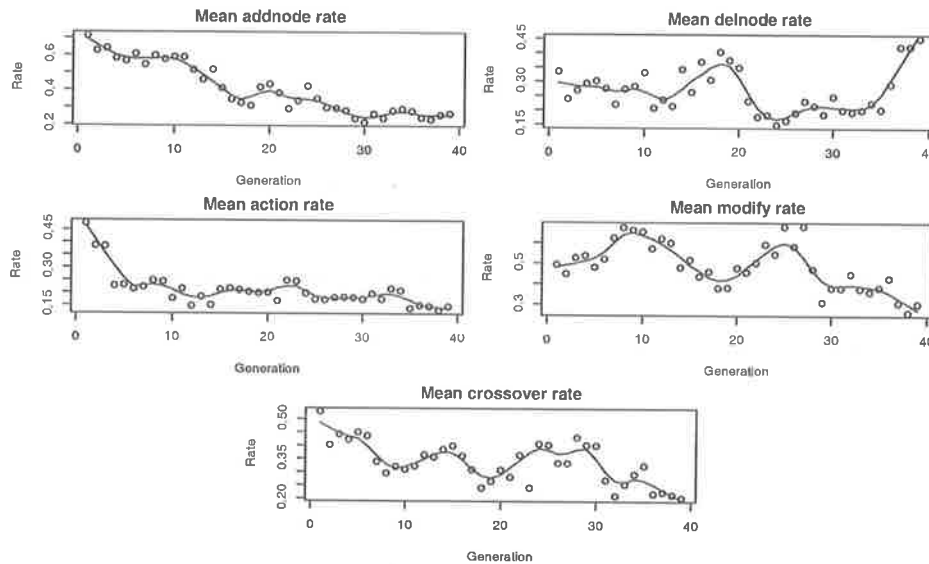 Mean addnode rate
Rate
0.2 0.4 0.6
0 10 20 30 40
Generation
Mean delnode rate
Rate
0.15 0.30 0.45
0 10 20 30 40
Generation
Mean action rate
Rate
0.15 0.30 0.45
0 10 20 30 40
Generation
Mean modify rate
Rate
0.3 0.5
0 10 20 30 40
Generation
Mean crossover rate
Rate
0.20 0.35 0.50
0 10 20 30 40
Generation